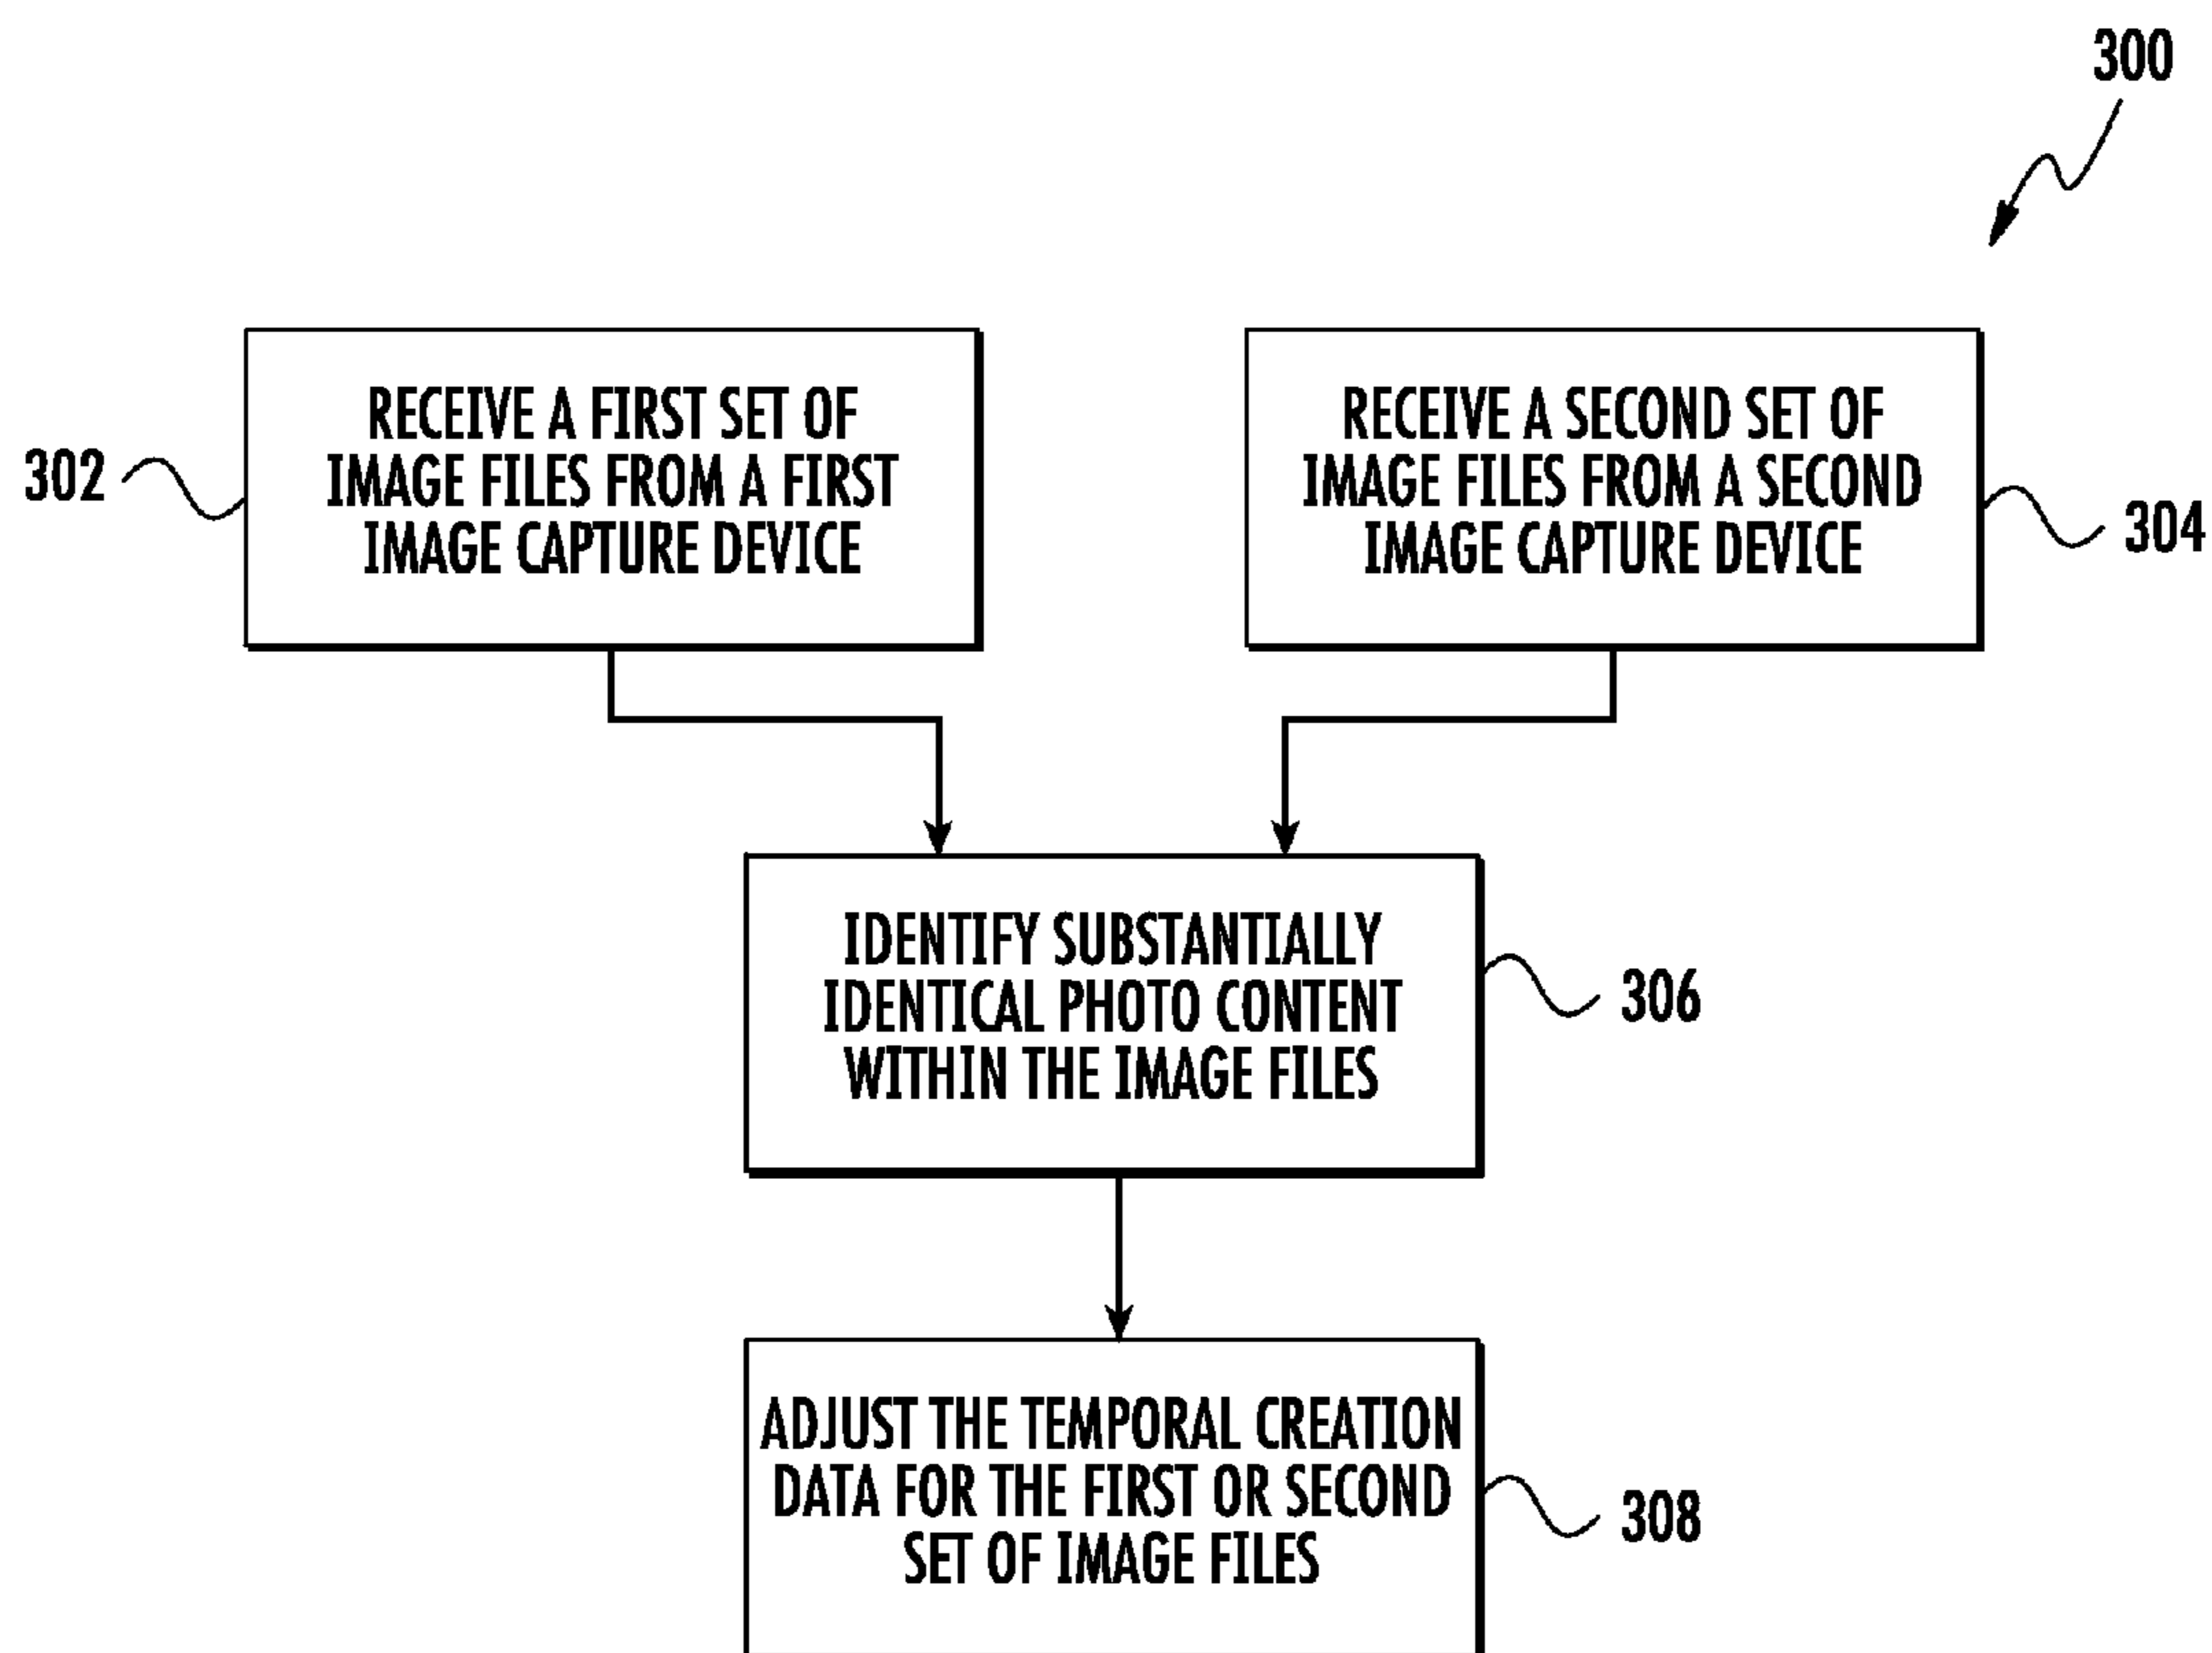 300
RECEIVE A FIRST SET OF
IMAGE FILES FROM A FIRST
IMAGE CAPTURE DEVICE
302
RECEIVE A SECOND SET OF
IMAGE FILES FROM A SECOND
IMAGE CAPTURE DEVICE
304
IDENTIFY SUBSTANTIALLY
IDENTICAL PHOTO CONTENT
WITHIN THE IMAGE FILES
306
ADJUST THE TEMPORAL CREATION
DATA FOR THE FIRST OR SECOND
SET OF IMAGE FILES
308